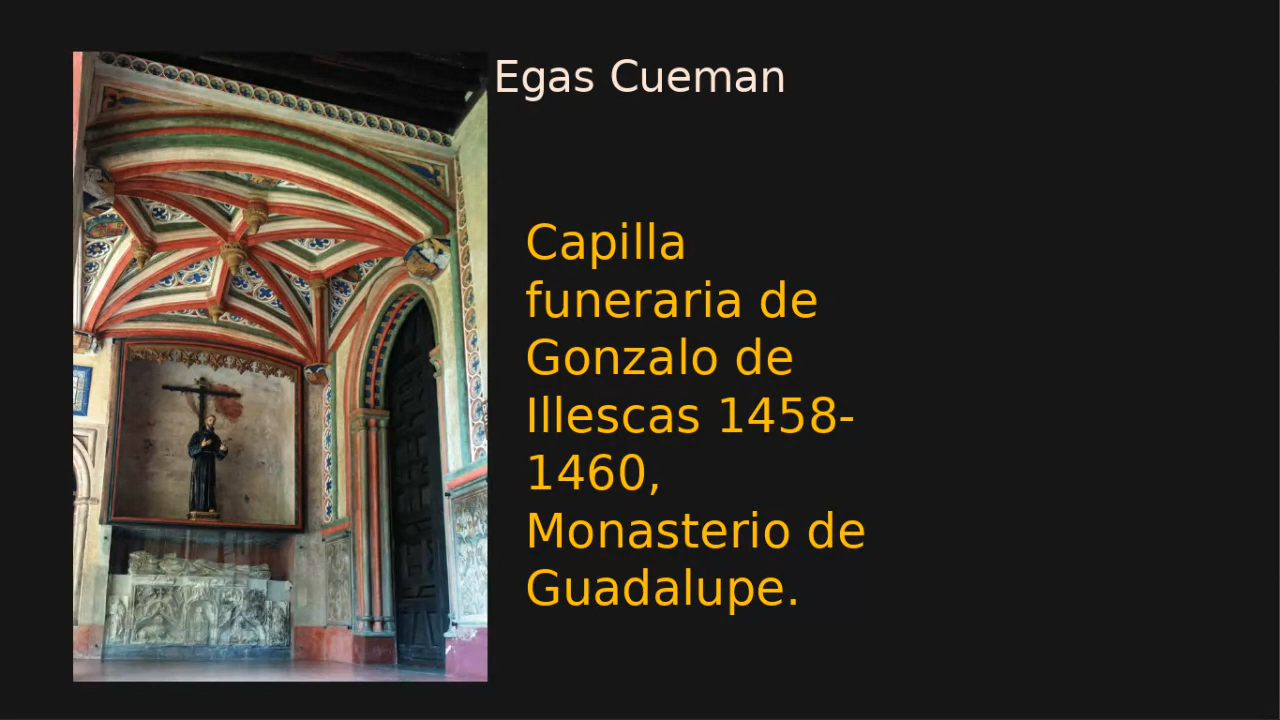 Egas Cueman
Capilla
funeraria de
Gonzalo de
Illescas 1458-
1460,
Monasterio de
Guadalupe.